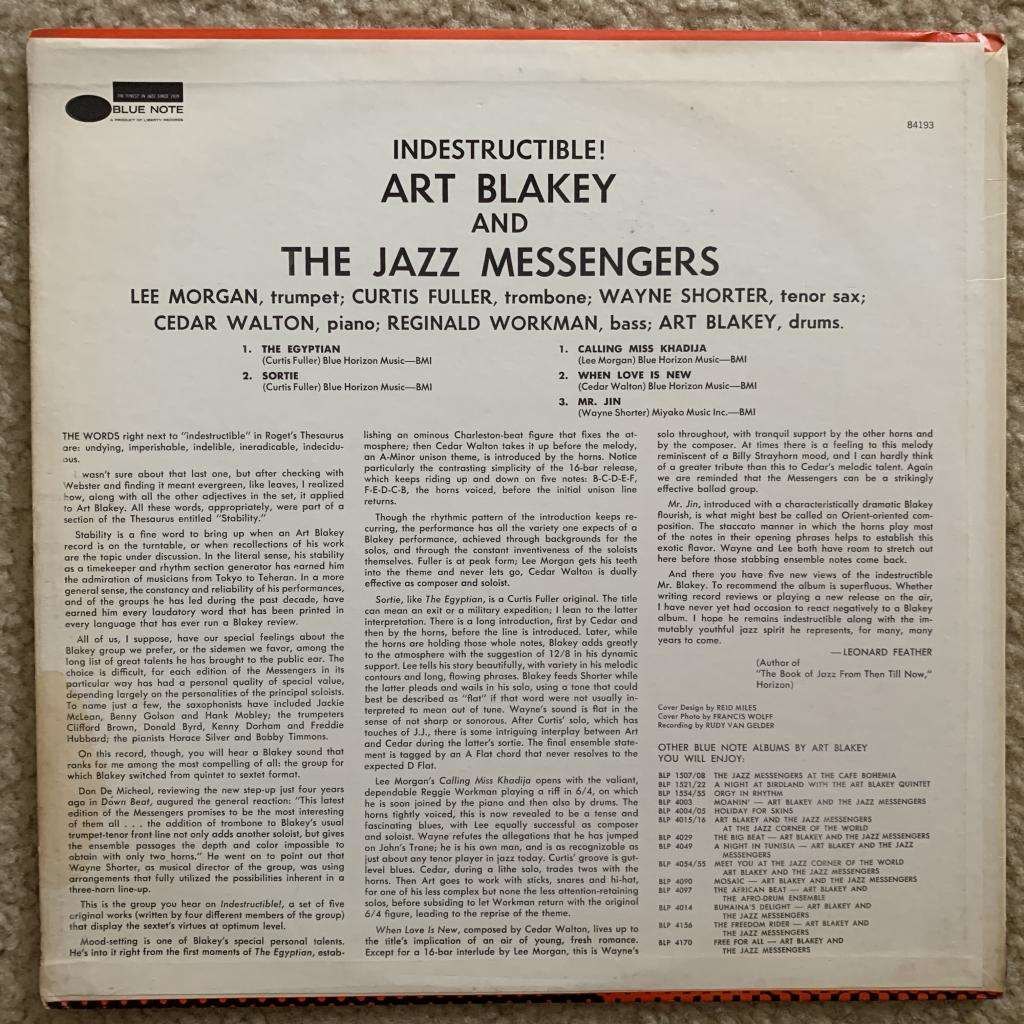 THE FINEST IN JAZZ SINCE 1939
BLUE NOTE
A PRODUCT OF LIBERTY RECORDS
84193
INDESTRUCTIBLE!
ART BLAKEY
AND
THE JAZZ MESSENGERS
LEE MORGAN, trumpet; CURTIS FULLER, trombone; WAYNE SHORTER, tenor sax;
CEDAR WALTON, piano; REGINALD WORKMAN, bass; ART BLAKEY, drums.
1. THE EGYPTIAN
(Curtis Fuller) Blue Horizon Music—BMI
2. SORTIE
(Curtis Fuller) Blue Horizon Music—BMI
1. CALLING MISS KHADIJA
(Lee Morgan) Blue Horizon Music—BMI
2. WHEN LOVE IS NEW
(Cedar Walton) Blue Horizon Music—BMI
3. MR. JIN
(Wayne Shorter) Miyako Music Inc.—BMI
THE WORDS right next to "indestructible" in Roget's Thesaurus
are: undying, imperishable, indelible, ineradicable, indecidu-
ous.
I wasn't sure about that last one, but after checking with
Webster and finding it meant evergreen, like leaves, I realized
how, along with all the other adjectives in the set, it applied
to Art Blakey. All these words, appropriately, were part of a
section of the Thesaurus entitled "Stability."
Stability is a fine word to bring up when an Art Blakey
record is on the turntable, or when recollections of his work
are the topic under discussion. In the literal sense, his stability
as a timekeeper and rhythm section generator has earned him
the admiration of musicians from Tokyo to Teheran. In a more
general sense, the constancy and reliability of his performances,
and of the groups he has led during the past decade, have
earned him every laudatory word that has been printed in
every language that has ever run a Blakey review.
All of us, I suppose, have our special feelings about the
Blakey group we prefer, or the sidemen we favor, among the
long list of great talents he has brought to the public ear. The
choice is difficult, for each edition of the Messengers in its
particular way has had a personal quality of special value,
depending largely on the personalities of the principal soloists.
To name just a few, the saxophonists have included Jackie
McLean, Benny Golson and Hank Mobley; the trumpeters
Clifford Brown, Donald Byrd, Kenny Dorham and Freddie
Hubbard; the pianists Horace Silver and Bobby Timmons.
On this record, though, you will hear a Blakey sound that
ranks for me among the most compelling of all: the group for
which Blakey switched from quintet to sextet format.
Don De Micheal, reviewing the new step-up just four years
ago in Down Beat, augured the general reaction: "This latest
edition of the Messengers promises to be the most interesting
of them all . . . the addition of trombone to Blakey's usual
trumpet-tenor front line not only adds another soloist, but gives
the ensemble passages the depth and color impossible to
obtain with only two horns." He went on to point out that
Wayne Shorter, as musical director of the group, was using
arrangements that fully utilized the possibilities inherent in a
three-horn line-up.
This is the group you hear on Indestructible!, a set of five
original works (written by four different members of the group)
that display the sextet's virtues at optimum level.
Mood-setting is one of Blakey's special personal talents.
He's into it right from the first moments of The Egyptian, estab-
lishing an ominous Charleston-beat figure that fixes the at-
mosphere; then Cedar Walton takes it up before the melody,
an A-Minor unison theme, is introduced by the horns. Notice
particularly the contrasting simplicity of the 16-bar release,
which keeps riding up and down on five notes: B-C-D-E-F,
F-E-D-C-B, the horns voiced, before the initial unison line
returns.
Though the rhythmic pattern of the introduction keeps re-
curring, the performance has all the variety one expects of a
Blakey performance, achieved through backgrounds for the
solos, and through the constant inventiveness of the soloists
themselves. Fuller is at peak form; Lee Morgan gets his teeth
into the theme and never lets go, Cedar Walton is dually
effective as composer and soloist.
Sortie, like The Egyptian, is a Curtis Fuller original. The title
can mean an exit or a military expedition; I lean to the latter
interpretation. There is a long introduction, first by Cedar and
then by the horns, before the line is introduced. Later, while
the horns are holding those whole notes, Blakey adds greatly
to the atmosphere with the suggestion of 12/8 in his dynamic
support. Lee tells his story beautifully, with variety in his melodic
contours and long, flowing phrases. Blakey feeds Shorter while
the latter pleads and wails in his solo, using a tone that could
best be described as "flat" if that word were not usually in-
terpreted to mean out of tune. Wayne's sound is flat in the
sense of not sharp or sonorous. After Curtis' solo, which has
touches of J.J., there is some intriguing interplay between Art
and Cedar during the latter's sortie. The final ensemble state-
ment is tagged by an A Flat chord that never resolves to the
expected D Flat.
Lee Morgan's Calling Miss Khadija opens with the valiant,
dependable Reggie Workman playing a riff in 6/4, on which
he is soon joined by the piano and then also by drums. The
horns tightly voiced, this is now revealed to be a tense and
fascinating blues, with Lee equally successful as composer
and soloist. Wayne refutes the allegations that he has jumped
on John's Trane; he is his own man, and is as recognizable as
just about any tenor player in jazz today. Curtis' groove is gut-
level blues. Cedar, during a lithe solo, trades twos with the
horns. Then Art goes to work with sticks, snares and hi-hat,
for one of his less complex but none the less attention-retaining
solos, before subsiding to let Workman return with the original
6/4 figure, leading to the reprise of the theme.
When Love Is New, composed by Cedar Walton, lives up to
the title's implication of an air of young, fresh romance.
Except for a 16-bar interlude by Lee Morgan, this is Wayne's
solo throughout, with tranquil support by the other horns and
by the composer. At times there is a feeling to this melody
reminiscent of a Billy Strayhorn mood, and I can hardly think
of a greater tribute than this to Cedar's melodic talent. Again
we are reminded that the Messengers can be a strikingly
effective ballad group.
Mr. Jin, introduced with a characteristically dramatic Blakey
flourish, is what might best be called an Orient-oriented com-
position. The staccato manner in which the horns play most
of the notes in their opening phrases helps to establish this
exotic flavor. Wayne and Lee both have room to stretch out
here before those stabbing ensemble notes come back.
And there you have five new views of the indestructible
Mr. Blakey. To recommend the album is superfluous. Whether
writing record reviews or playing a new release on the air,
I have never yet had occasion to react negatively to a Blakey
album. I hope he remains indestructible along with the im-
mutably youthful jazz spirit he represents, for many, many
years to come.
—LEONARD FEATHER
(Author of
"The Book of Jazz From Then Till Now,"
Horizon)
Cover Design by REID MILES
Cover Photo by FRANCIS WOLFF
Recording by RUDY VAN GELDER
OTHER BLUE NOTE ALBUMS BY ART BLAKEY
YOU WILL ENJOY:
BLP 1507/08 THE JAZZ MESSENGERS AT THE CAFE BOHEMIA
BLP 1521/22 A NIGHT AT BIRDLAND WITH THE ART BLAKEY QUINTET
BLP 1554/55 ORGY IN RHYTHM
BLP 4003 MOANIN' — ART BLAKEY AND THE JAZZ MESSENGERS
BLP 4004/05 HOLIDAY FOR SKINS
BLP 4015/16 ART BLAKEY AND THE JAZZ MESSENGERS
AT THE JAZZ CORNER OF THE WORLD
BLP 4029 THE BIG BEAT — ART BLAKEY AND THE JAZZ MESSENGERS
BLP 4049 A NIGHT IN TUNISIA — ART BLAKEY AND THE JAZZ
MESSENGERS
BLP 4054/55 MEET YOU AT THE JAZZ CORNER OF THE WORLD
ART BLAKEY AND THE JAZZ MESSENGERS
BLP 4090 MOSAIC — ART BLAKEY AND THE JAZZ MESSENGERS
BLP 4097 THE AFRICAN BEAT — ART BLAKEY AND
THE AFRO-DRUM ENSEMBLE
BLP 4014 BUHAINA'S DELIGHT — ART BLAKEY AND
THE JAZZ MESSENGERS
BLP 4156 THE FREEDOM RIDER — ART BLAKEY AND
THE JAZZ MESSENGERS
BLP 4170 FREE FOR ALL — ART BLAKEY AND
THE JAZZ MESSENGERS